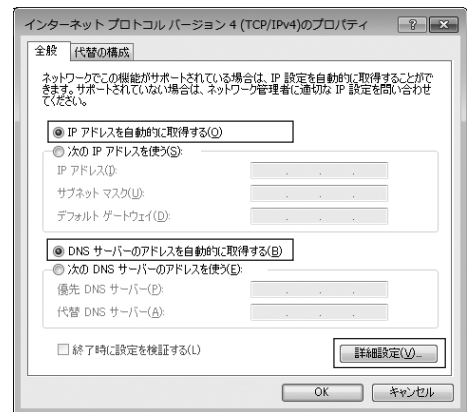 インターネット プロトコル バージョン 4 (TCP/IPv4)のプロパティ
全般
代替の構成
ネットワークでこの機能がサポートされている場合は、IP 設定を自動的に取得することがで
きます。サポートされていない場合は、ネットワーク管理者に適切な IP 設定を問い合わせ
てください。
IP アドレスを自動的に取得する(O)
次の IP アドレスを使う(S):
IP アドレス(I):
サブネット マスク(U):
デフォルト ゲートウェイ(D):
DNS サーバーのアドレスを自動的に取得する(B)
次の DNS サーバーのアドレスを使う(E):
優先 DNS サーバー(P):
代替 DNS サーバー(A):
終了時に設定を検証する(L)
詳細設定(V)...
OK
キャンセル